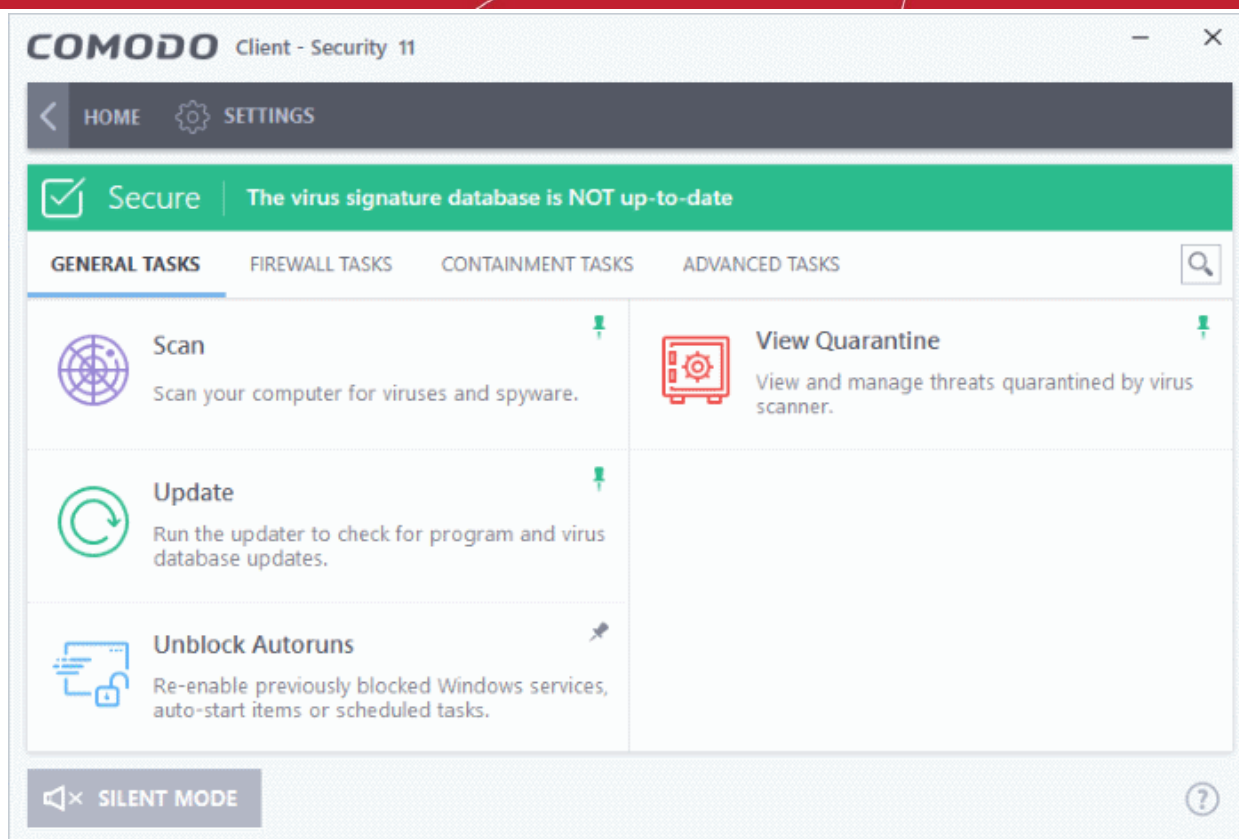 COMODO Client - Security 11
HOME SETTINGS
Secure The virus signature database is NOT up-to-date
GENERAL TASKS FIREWALL TASKS CONTAINMENT TASKS ADVANCED TASKS
Scan
Scan your computer for viruses and spyware.
View Quarantine
View and manage threats quarantined by virus
scanner.
Update
Run the updater to check for program and virus
database updates.
Unblock Autoruns
Re-enable previously blocked Windows services,
auto-start items or scheduled tasks.
SILENT MODE
?